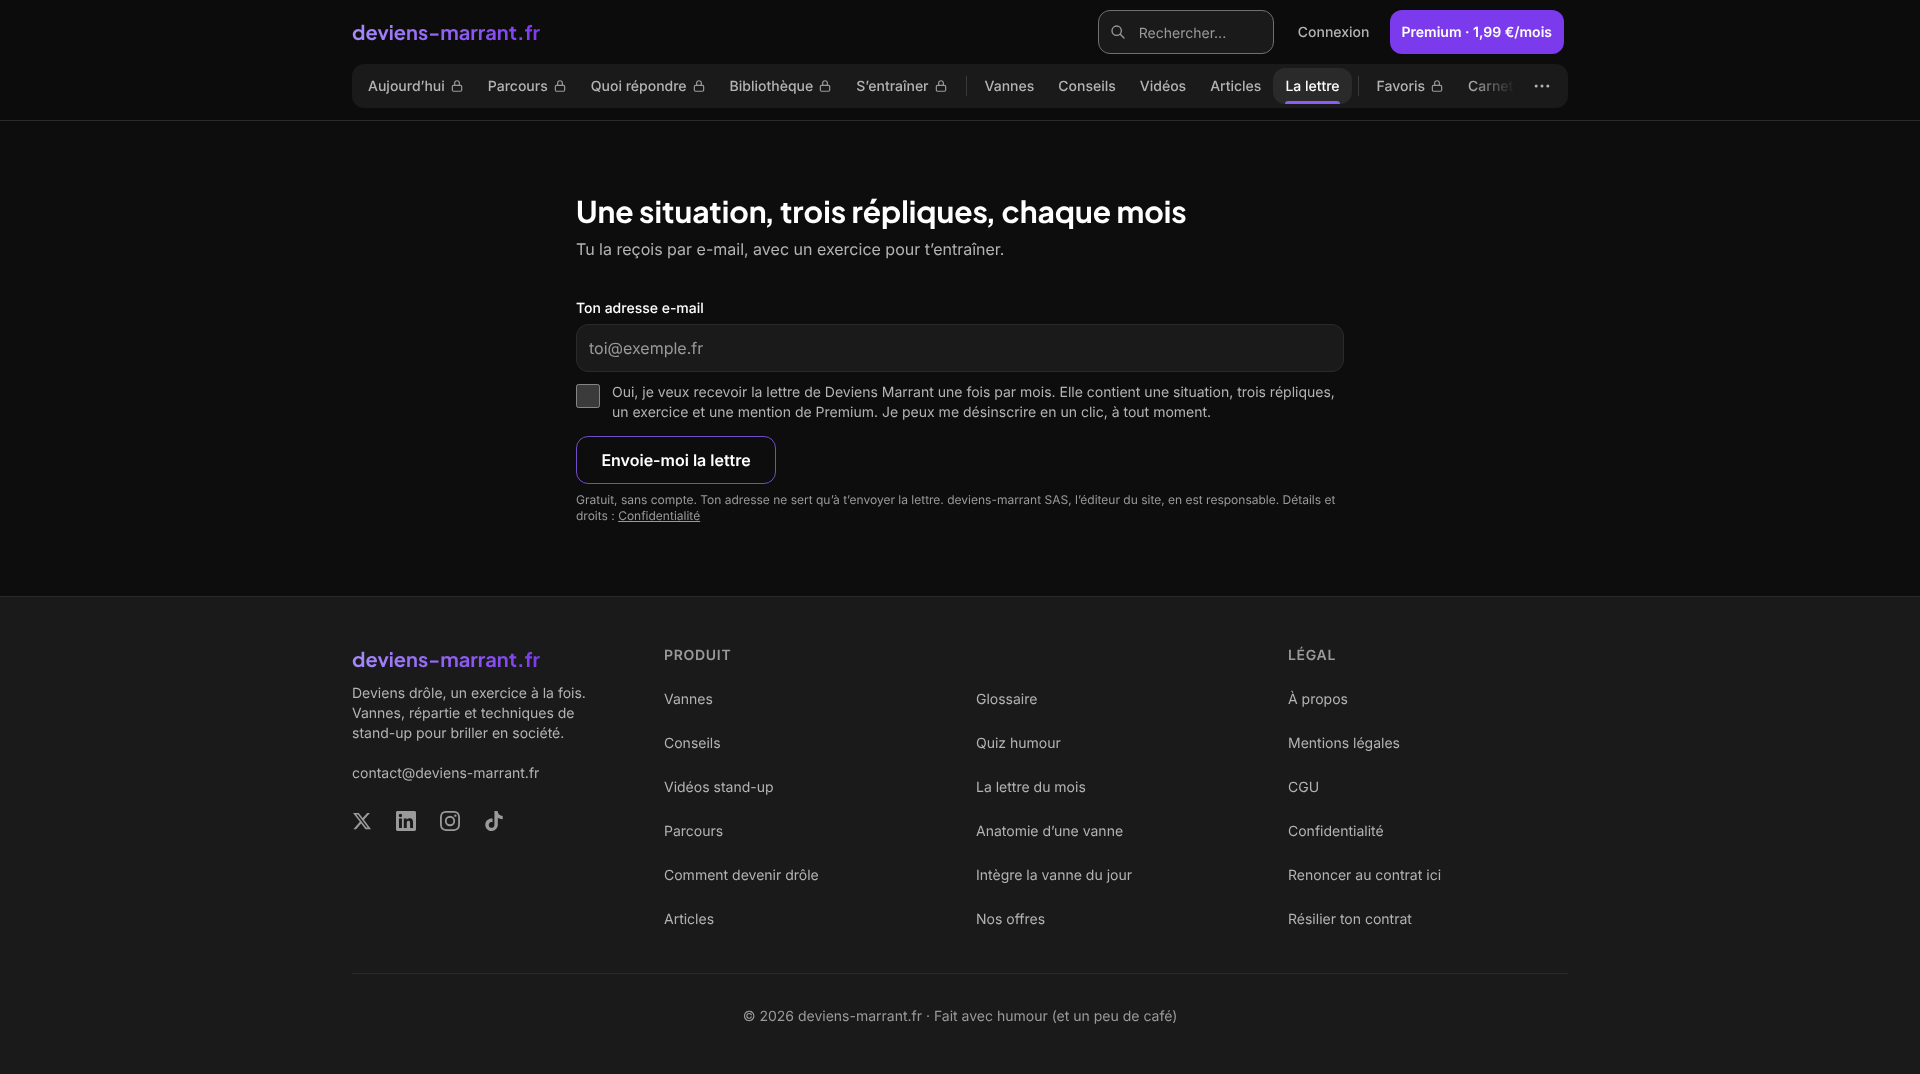 deviens-marrant.fr
Rechercher...
Connexion
Premium · 1,99 €/mois
Aujourd’hui
Parcours
Quoi répondre
Bibliothèque
S’entraîner
Vannes
Conseils
Vidéos
Articles
La lettre
Favoris
Carnet
Une situation, trois répliques, chaque mois
Tu la reçois par e-mail, avec un exercice pour t’entraîner.
Ton adresse e-mail
toi@exemple.fr
Oui, je veux recevoir la lettre de Deviens Marrant une fois par mois. Elle contient une situation, trois répliques,
un exercice et une mention de Premium. Je peux me désinscrire en un clic, à tout moment.
Envoie-moi la lettre
Gratuit, sans compte. Ton adresse ne sert qu’à t’envoyer la lettre. deviens-marrant SAS, l’éditeur du site, en est responsable. Détails et
droits : Confidentialité
deviens-marrant.fr
Deviens drôle, un exercice à la fois.
Vannes, répartie et techniques de
stand-up pour briller en société.
contact@deviens-marrant.fr
PRODUIT
Vannes
Conseils
Vidéos stand-up
Parcours
Comment devenir drôle
Articles
Glossaire
Quiz humour
La lettre du mois
Anatomie d’une vanne
Intègre la vanne du jour
Nos offres
LÉGAL
À propos
Mentions légales
CGU
Confidentialité
Renoncer au contrat ici
Résilier ton contrat
© 2026 deviens-marrant.fr · Fait avec humour (et un peu de café)